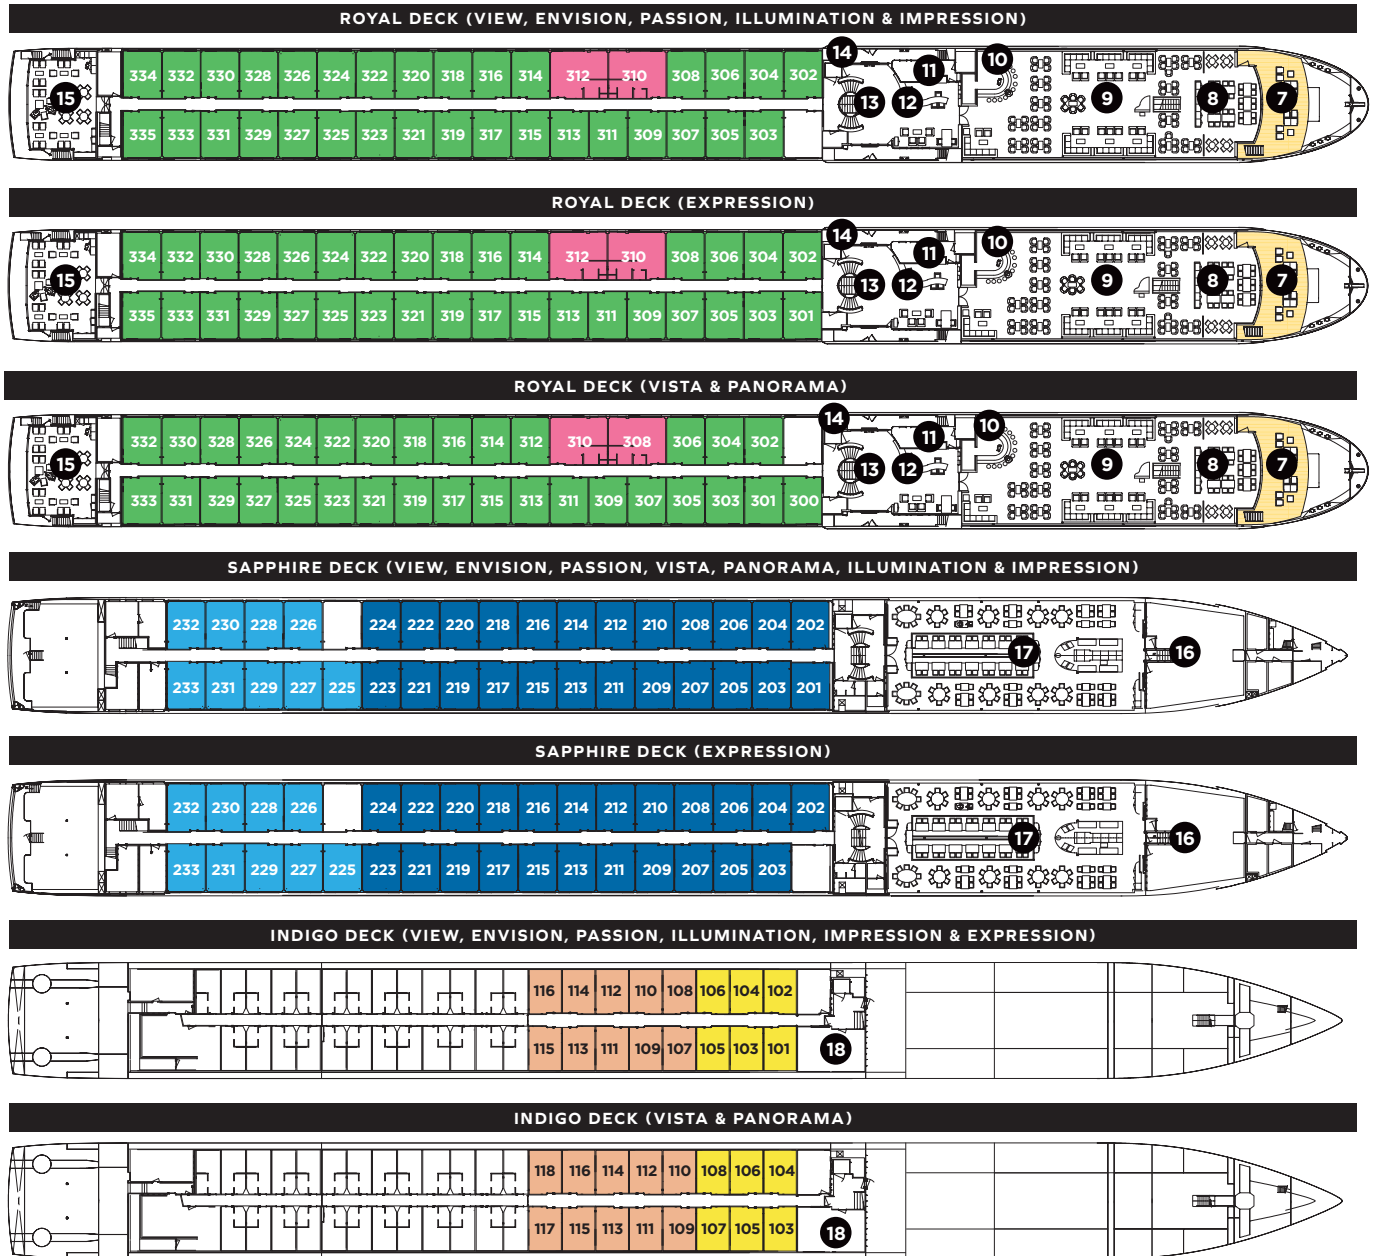 ROYAL DECK (VIEW, ENVISION, PASSION, ILLUMINATION & IMPRESSION)
14
11
10
334 332 330 328 326 324 322 320 318 316 314 312 310 308 306 304 302
15 13 12 9 8 7
335 333 331 329 327 325 323 321 319 317 315 313 311 309 307 305 303
ROYAL DECK (EXPRESSION)
14
11
10
334 332 330 328 326 324 322 320 318 316 314 312 310 308 306 304 302
15 13 12 9 8 7
335 333 331 329 327 325 323 321 319 317 315 313 311 309 307 305 303 301
ROYAL DECK (VISTA & PANORAMA)
14
11
10
332 330 328 326 324 322 320 318 316 314 312 310 308 306 304 302
15 13 12 9 8 7
333 331 329 327 325 323 321 319 317 315 313 311 309 307 305 303 301 300
SAPPHIRE DECK (VIEW, ENVISION, PASSION, VISTA, PANORAMA, ILLUMINATION & IMPRESSION)
232 230 228 226 224 222 220 218 216 214 212 210 208 206 204 202
17 16
233 231 229 227 225 223 221 219 217 215 213 211 209 207 205 203 201
SAPPHIRE DECK (EXPRESSION)
232 230 228 226 224 222 220 218 216 214 212 210 208 206 204 202
17 16
233 231 229 227 225 223 221 219 217 215 213 211 209 207 205 203
INDIGO DECK (VIEW, ENVISION, PASSION, ILLUMINATION, IMPRESSION & EXPRESSION)
116 114 112 110 108 106 104 102
115 113 111 109 107 105 103 101 18
INDIGO DECK (VISTA & PANORAMA)
118 116 114 112 110 108 106 104
117 115 113 111 109 107 105 103 18